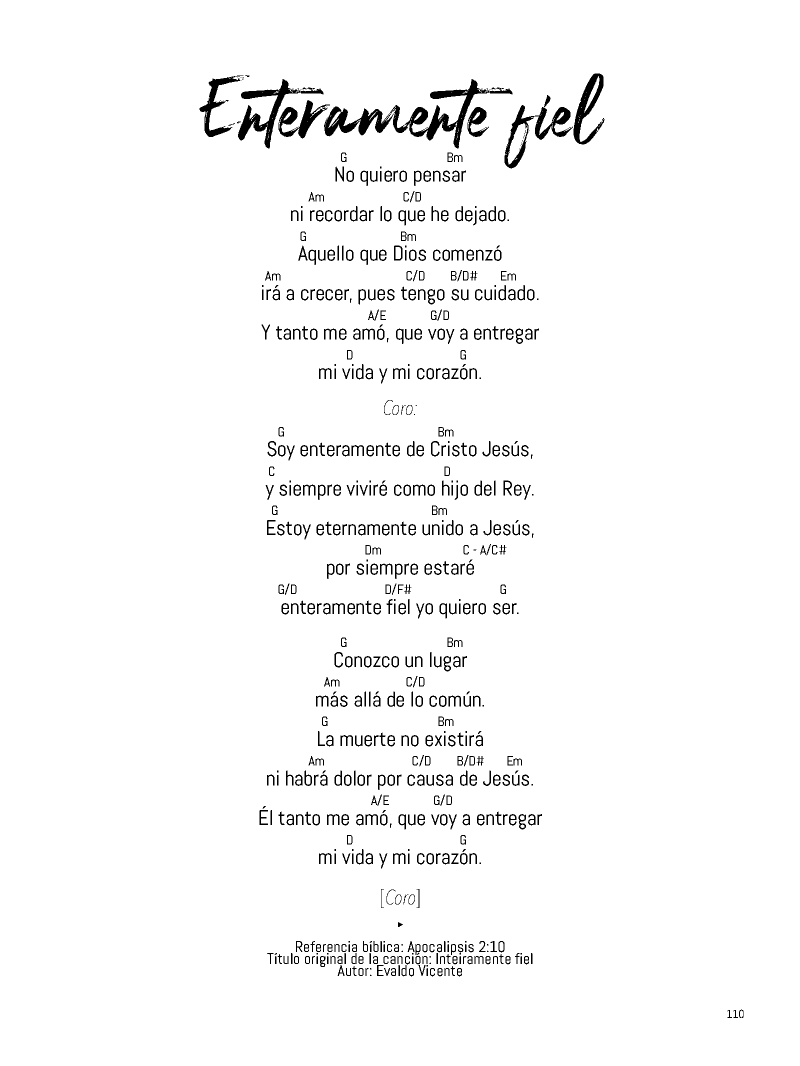 Enteramente fiel
G Bm
No quiero pensar
Am C/D
ni recordar lo que he dejado.
G Bm
Aquello que Dios comenzó
Am C/D B/D# Em
irá a crecer, pues tengo su cuidado.
A/E G/D
Y tanto me amó, que voy a entregar
D G
mi vida y mi corazón.
Coro:
G Bm
Soy enteramente de Cristo Jesús,
C D
y siempre viviré como hijo del Rey.
G Bm
Estoy eternamente unido a Jesús,
Dm C - A/C#
por siempre estaré
G/D D/F# G
enteramente fiel yo quiero ser.
G Bm
Conozco un lugar
Am C/D
más allá de lo común.
G Bm
La muerte no existirá
Am C/D B/D# Em
ni habrá dolor por causa de Jesús.
A/E G/D
Él tanto me amó, que voy a entregar
D G
mi vida y mi corazón.
[Coro]
Referencia bíblica: Apocalipsis 2:10
Título original de la canción: Inteiramente fiel
Autor: Evaldo Vicente
110